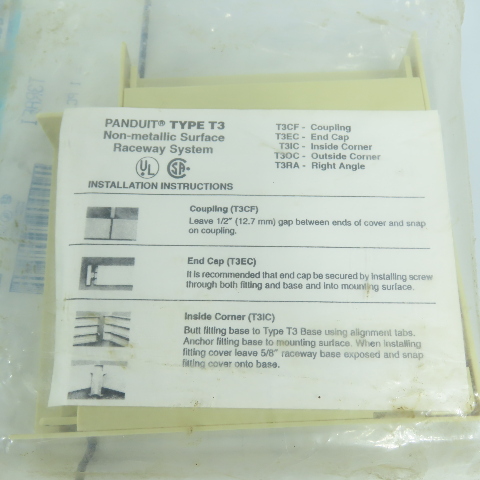 PANDUIT® TYPE T3
Non-metallic Surface
Raceway System
UL SA
INSTALLATION INSTRUCTIONS
T3CF - Coupling
T3EC - End Cap
T3IC - Inside Corner
T3OC - Outside Corner
T3RA - Right Angle
Coupling (T3CF)
Leave 1/2" (12.7 mm) gap between ends of cover and snap
on coupling.
End Cap (T3EC)
It is recommended that end cap be secured by installing screw
through both fitting and base and into mounting surface.
Inside Corner (T3IC)
Butt fitting base to Type T3 Base using alignment tabs.
Anchor fitting base to mounting surface. When installing
fitting cover leave 5/8" raceway base exposed and snap
fitting cover onto base.